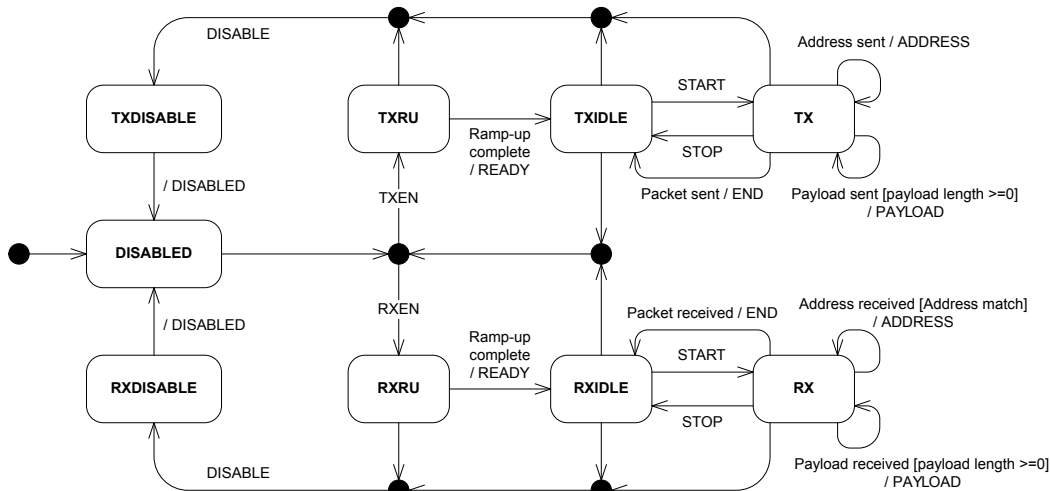 DISABLE
Address sent / ADDRESS
START
TXDISABLE
TXRU
TXIDLE
TX
Ramp-up
complete
/ READY
STOP
/ DISABLED
TXEN
Packet sent / END
Payload sent [payload length >=0]
/ PAYLOAD
DISABLED
RXEN
Packet received / END
Address received [Address match]
/ ADDRESS
/ DISABLED
Ramp-up
complete
/ READY
START
RXDISABLE
RXRU
RXIDLE
RX
STOP
DISABLE
Payload received [payload length >=0]
/ PAYLOAD